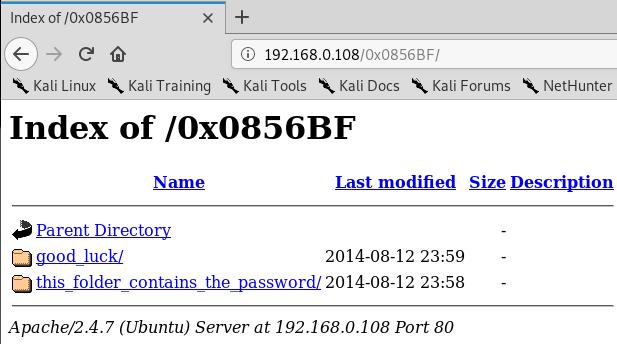 Index of /0x0856BF
192.168.0.108/0x0856BF/
Kali Linux Kali Training Kali Tools Kali Docs Kali Forums NetHunter
Index of /0x0856BF
Name Last modified Size Description
Parent Directory -
good_luck/ 2014-08-12 23:59 -
this_folder_contains_the_password/ 2014-08-12 23:58 -
Apache/2.4.7 (Ubuntu) Server at 192.168.0.108 Port 80